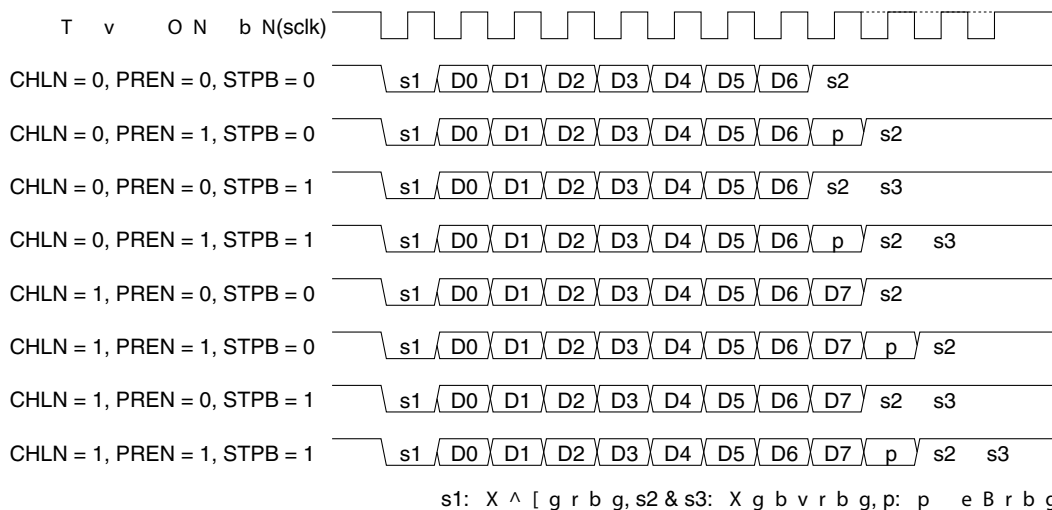 T v O N b N(sclk)
CHLN = 0, PREN = 0, STPB = 0 s1 D0 D1 D2 D3 D4 D5 D6 s2
CHLN = 0, PREN = 1, STPB = 0 s1 D0 D1 D2 D3 D4 D5 D6 p s2
CHLN = 0, PREN = 0, STPB = 1 s1 D0 D1 D2 D3 D4 D5 D6 s2 s3
CHLN = 0, PREN = 1, STPB = 1 s1 D0 D1 D2 D3 D4 D5 D6 p s2 s3
CHLN = 1, PREN = 0, STPB = 0 s1 D0 D1 D2 D3 D4 D5 D6 D7 s2
CHLN = 1, PREN = 1, STPB = 0 s1 D0 D1 D2 D3 D4 D5 D6 D7 p s2
CHLN = 1, PREN = 0, STPB = 1 s1 D0 D1 D2 D3 D4 D5 D6 D7 s2 s3
CHLN = 1, PREN = 1, STPB = 1 s1 D0 D1 D2 D3 D4 D5 D6 D7 p s2 s3
s1: X ^ [ g r b g, s2 & s3: X g b v r b g, p: p e B r b g